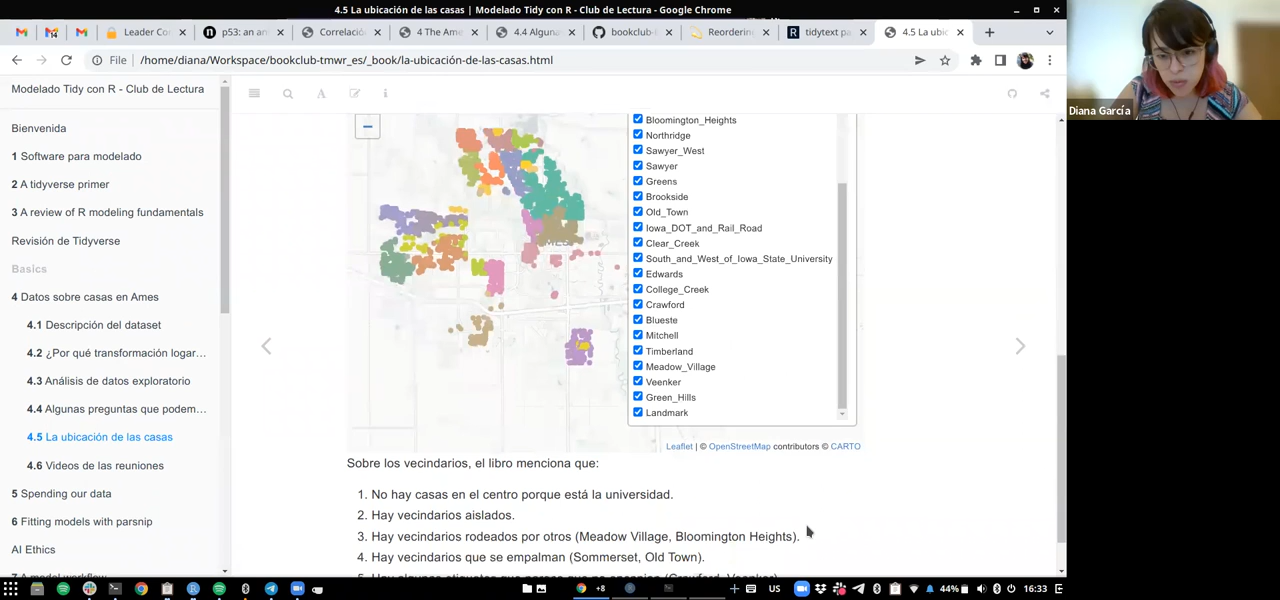 4.5 La ubicación de las casas | Modelado Tidy con R - Club de Lectura - Google Chrome
Leader Co
p53: an an
Correlació
4 The Ame
4.4 Alguna
bookclub-
Reordering
tidytext pa
4.5 La ubic
File
/home/diana/Workspace/bookclub-tmwr_es/_book/la-ubicación-de-las-casas.html
Diana García
Modelado Tidy con R - Club de Lectura
Bienvenida
1 Software para modelado
2 A tidyverse primer
3 A review of R modeling fundamentals
Revisión de Tidyverse
Basics
4 Datos sobre casas en Ames
4.1 Descripción del dataset
4.2 ¿Por qué transformación logar…
4.3 Análisis de datos exploratorio
4.4 Algunas preguntas que podem…
4.5 La ubicación de las casas
4.6 Videos de las reuniones
5 Spending our data
6 Fitting models with parsnip
AI Ethics
7 A model workflow
Bloomington_Heights
Northridge
Sawyer_West
Sawyer
Greens
Brookside
Old_Town
Iowa_DOT_and_Rail_Road
Clear_Creek
South_and_West_of_Iowa_State_University
Edwards
College_Creek
Crawford
Blueste
Mitchell
Timberland
Meadow_Village
Veenker
Green_Hills
Landmark
Leaflet | © OpenStreetMap contributors © CARTO
Sobre los vecindarios, el libro menciona que:
1. No hay casas en el centro porque está la universidad.
2. Hay vecindarios aislados.
3. Hay vecindarios rodeados por otros (Meadow Village, Bloomington Heights).
4. Hay vecindarios que se empalman (Sommerset, Old Town).
+8
US
44%
16:33